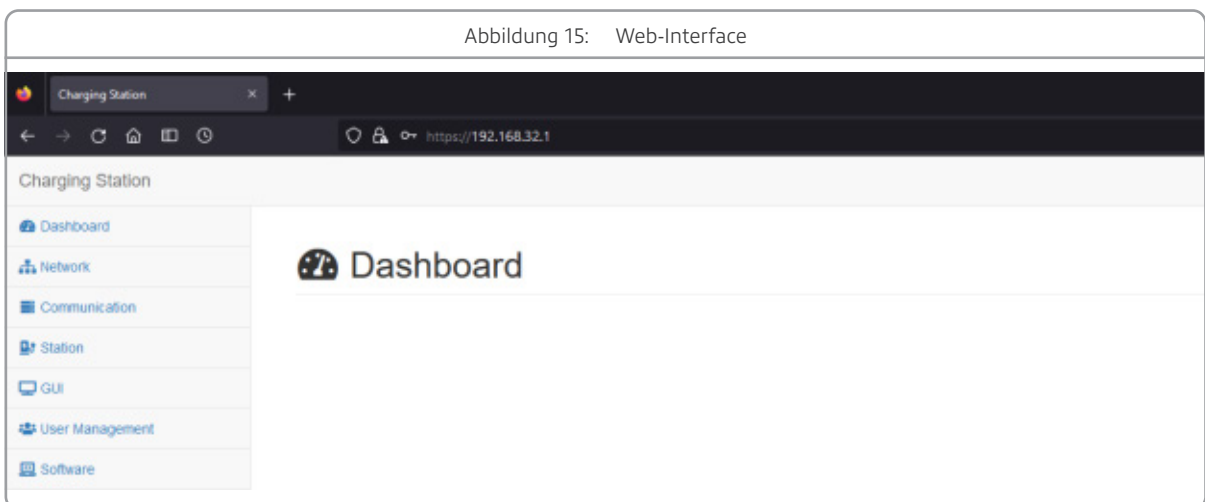 Abbildung 15: Web-Interface
Charging Station
https://192.168.32.1
Charging Station
Dashboard
Network
Communication
Station
GUI
User Management
Software
Dashboard